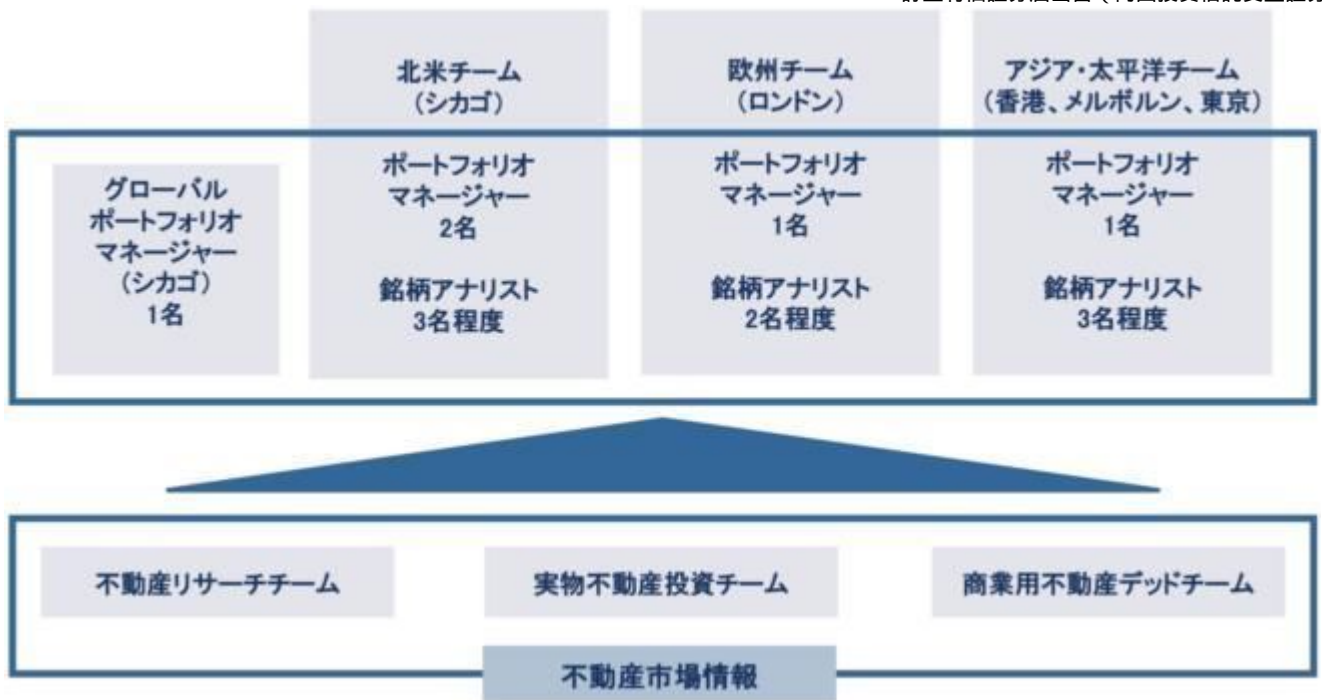 北米チーム
(シカゴ)
欧州チーム
(ロンドン)
アジア・太平洋チーム
(香港、メルボルン、東京)
グローバル
ポートフォリオ
マネージャー
(シカゴ)
1名
ポートフォリオ
マネージャー
2名
銘柄アナリスト
3名程度
ポートフォリオ
マネージャー
1名
銘柄アナリスト
2名程度
ポートフォリオ
マネージャー
1名
銘柄アナリスト
3名程度
不動産リサーチチーム
実物不動産投資チーム
商業用不動産デッドチーム
不動産市場情報